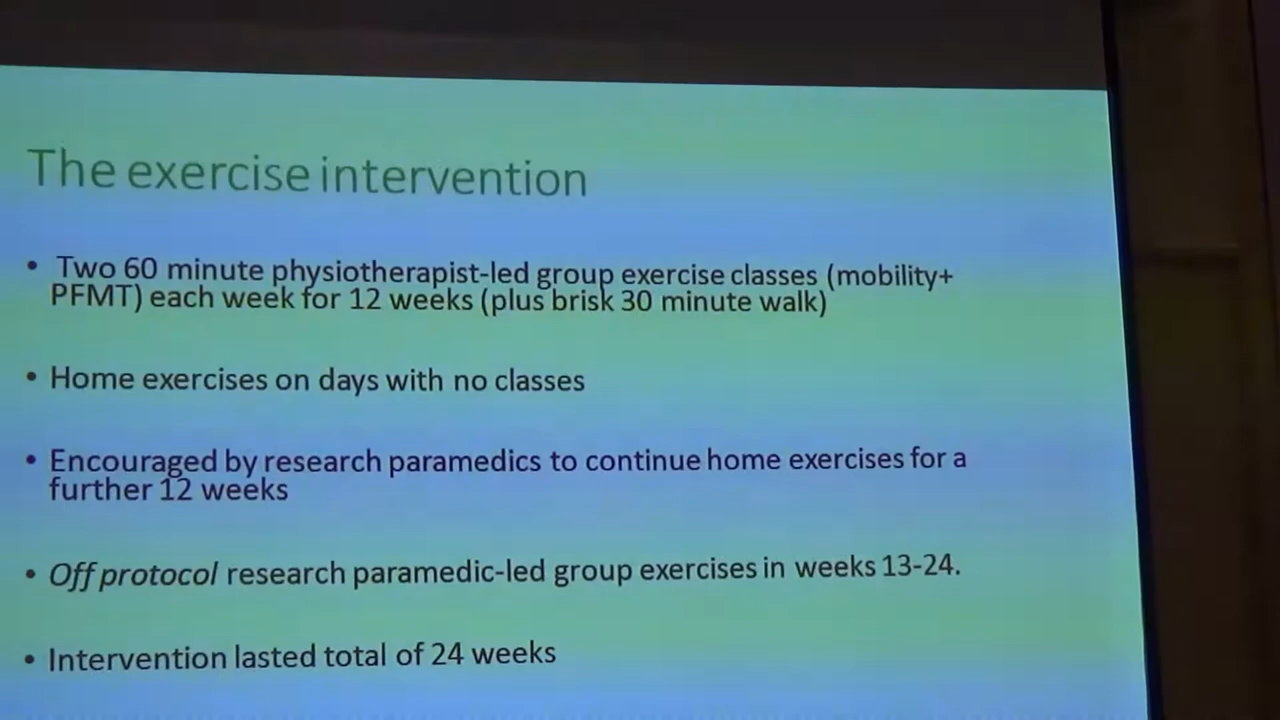 The exercise intervention
• Two 60 minute physiotherapist-led group exercise classes (mobility+
PFMT) each week for 12 weeks (plus brisk 30 minute walk)
• Home exercises on days with no classes
• Encouraged by research paramedics to continue home exercises for a
further 12 weeks
• Off protocol research paramedic-led group exercises in weeks 13-24.
• Intervention lasted total of 24 weeks